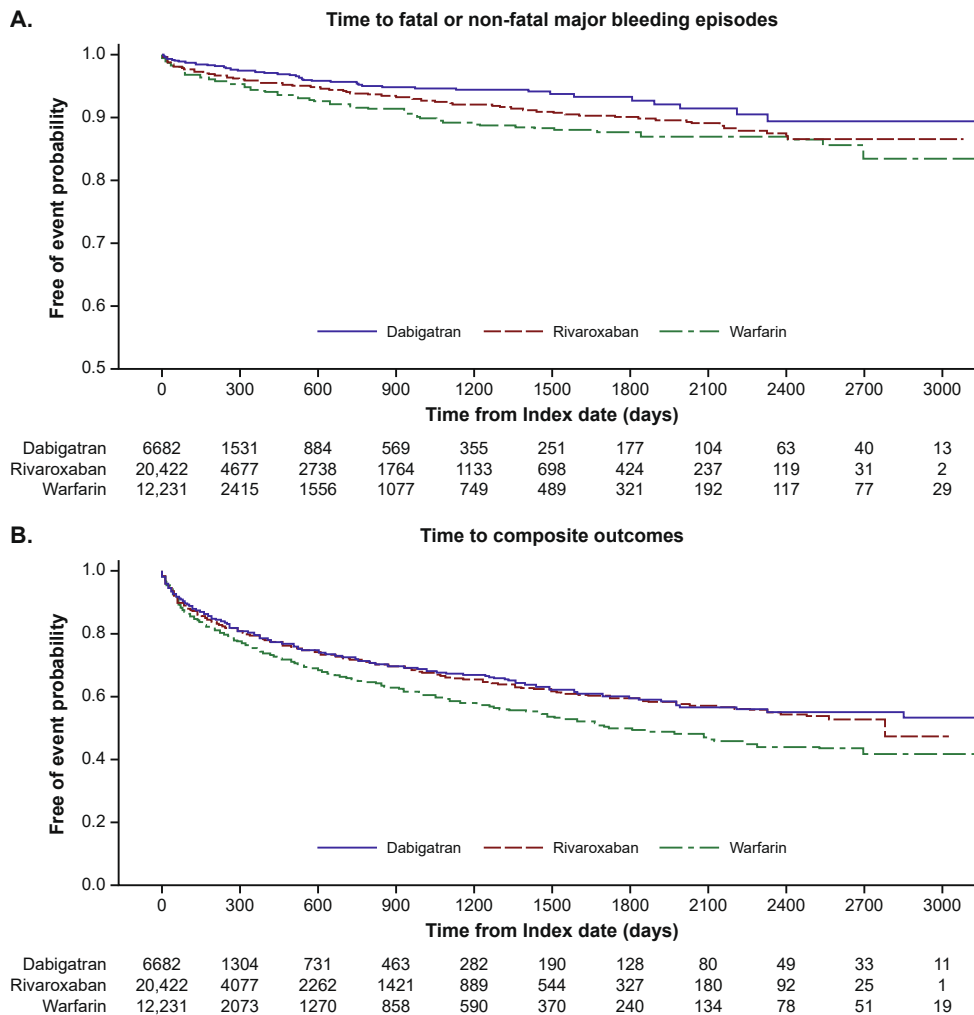 A. Time to fatal or non-fatal major bleeding episodes
1.0
0.9
0.8
0.7
0.6
0.5
Free of event probability
Dabigatran Rivaroxaban Warfarin
0 300 600 900 1200 1500 1800 2100 2400 2700 3000
Time from Index date (days)
Dabigatran 6682 1531 884 569 355 251 177 104 63 40 13
Rivaroxaban 20,422 4677 2738 1764 1133 698 424 237 119 31 2
Warfarin 12,231 2415 1556 1077 749 489 321 192 117 77 29
B. Time to composite outcomes
1.0
0.8
0.6
0.4
0.2
0.0
Free of event probability
Dabigatran Rivaroxaban Warfarin
0 300 600 900 1200 1500 1800 2100 2400 2700 3000
Time from Index date (days)
Dabigatran 6682 1304 731 463 282 190 128 80 49 33 11
Rivaroxaban 20,422 4077 2262 1421 889 544 327 180 92 25 1
Warfarin 12,231 2073 1270 858 590 370 240 134 78 51 19